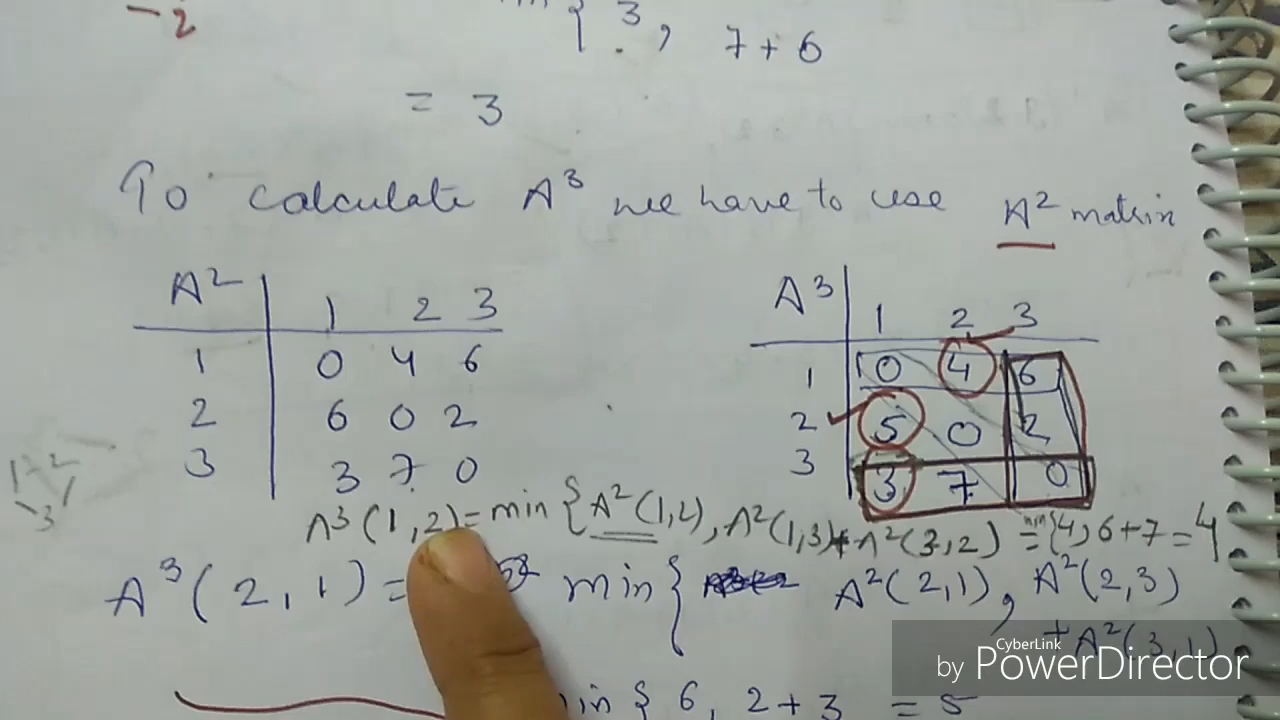 -2
{ 3, 7+6
= 3
To calculate A³ we have to use A² matrix
A² | 1 2 3
1 | 0 4 6
2 | 6 0 2
3 | 3 7 0
A³ | 1 2 3
1 | 0 4 6
2 | 5 0 2
3 | 3 7 0
1 2
3
A³(1,2) = min { A²(1,2), A²(1,3) + A²(3,2) = min{4, 6+7 = 4
A³(2,1) = min { A²(2,1), A²(2,3)
+ A²(3,1)
{ 6, 2+3 = 5
CyberLink
by PowerDirector